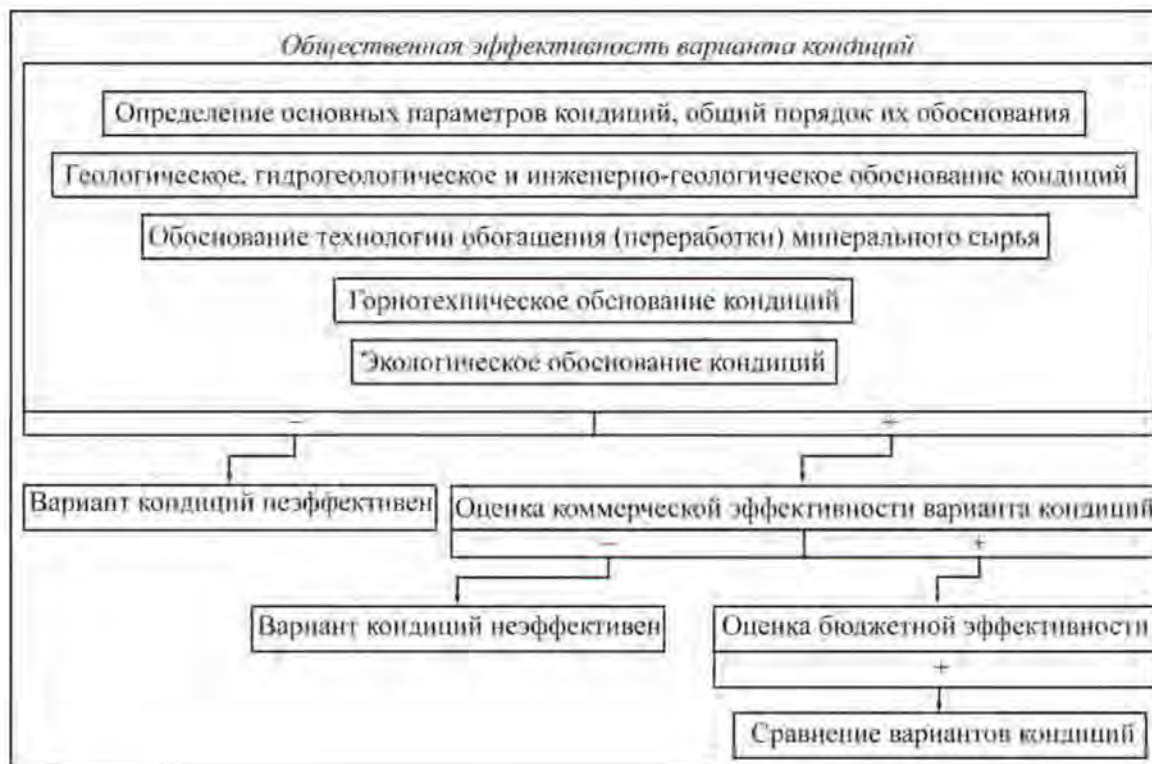 Общественная эффективность варианта кондиций
Определение основных параметров кондиций, общий порядок их обоснования
Геологическое, гидрогеологическое и инженерно-геологическое обоснование кондиций
Обоснование технологии обогащения (переработки) минерального сырья
Горнотехническое обснование кондиций
Экологическое обоснование кондиций
− +
Вариант кондиций неэффективен Оценка коммерческой эффективности варианта кондиций
− +
Вариант кондиций неэффективен Оценка бюджетной эффективности
+
Сравнение вариантов кондиций